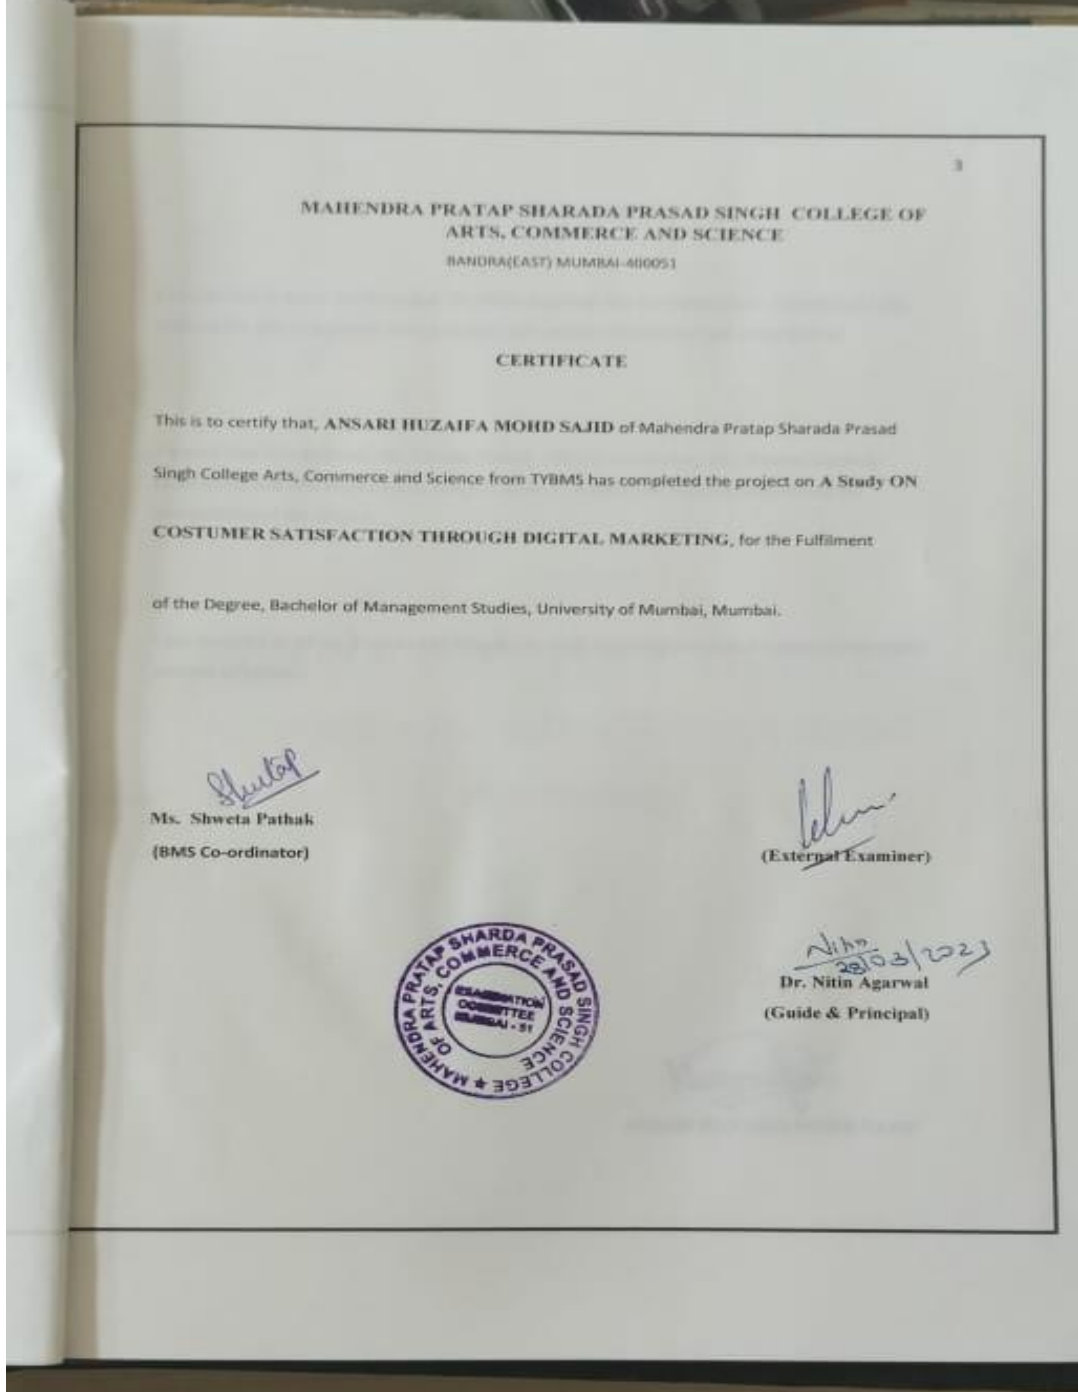 3
MAHENDRA PRATAP SHARADA PRASAD SINGH COLLEGE OF
ARTS, COMMERCE AND SCIENCE
BANDRA(EAST) MUMBAI-400051
CERTIFICATE
This is to certify that, ANSARI HUZAIFA MOHD SAJID of Mahendra Pratap Sharada Prasad
Singh College Arts, Commerce and Science from TYBMS has completed the project on A Study ON
COSTUMER SATISFACTION THROUGH DIGITAL MARKETING, for the Fulfilment
of the Degree, Bachelor of Management Studies, University of Mumbai, Mumbai.
Ms. Shweta Pathak
(BMS Co-ordinator)
(External Examiner)
28/03/2023
Dr. Nitin Agarwal
(Guide & Principal)
MAHENDRA PRATAP SHARDA PRASAD SINGH COLLEGE ★
OF ARTS, COMMERCE AND SCIENCE
EXAMINATION
COMMITTEE
MUMBAI - 51